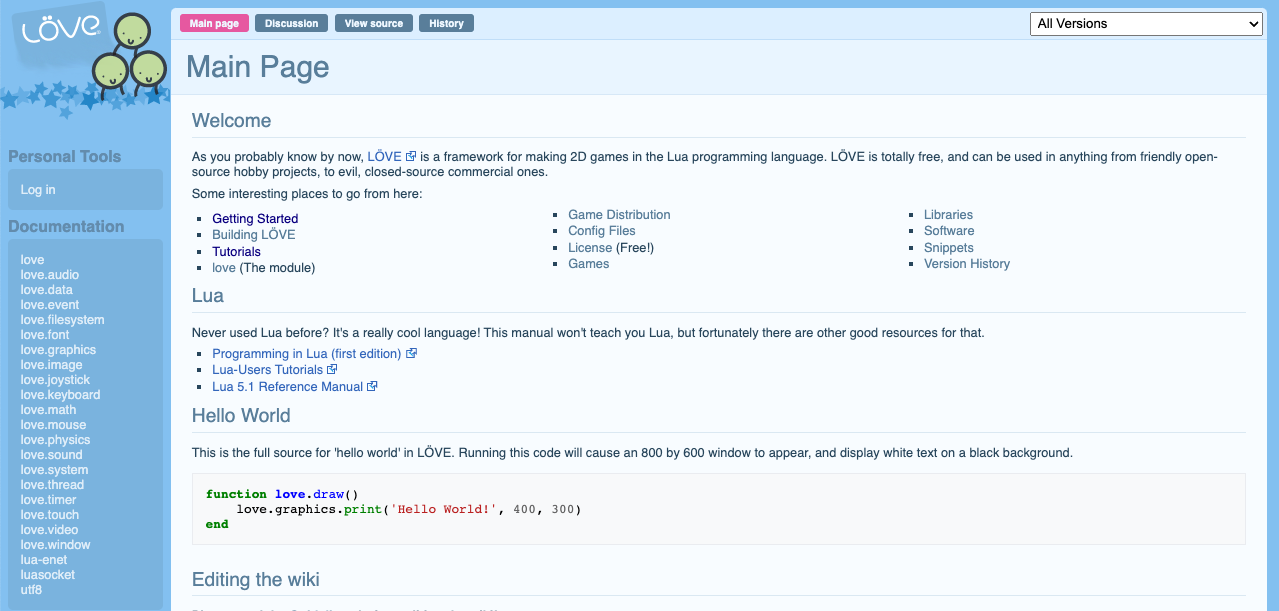 LÖVE
Main page
Discussion
View source
History
All Versions
Main Page
Personal Tools
Log in
Documentation
love
love.audio
love.data
love.event
love.filesystem
love.font
love.graphics
love.image
love.joystick
love.keyboard
love.math
love.mouse
love.physics
love.sound
love.system
love.thread
love.timer
love.touch
love.video
love.window
lua-enet
luasocket
utf8
Welcome
As you probably know by now, LÖVE is a framework for making 2D games in the Lua programming language. LÖVE is totally free, and can be used in anything from friendly open-
source hobby projects, to evil, closed-source commercial ones.
Some interesting places to go from here:
Getting Started
Building LÖVE
Tutorials
love (The module)
Game Distribution
Config Files
License (Free!)
Games
Libraries
Software
Snippets
Version History
Lua
Never used Lua before? It's a really cool language! This manual won't teach you Lua, but fortunately there are other good resources for that.
Programming in Lua (first edition)
Lua-Users Tutorials
Lua 5.1 Reference Manual
Hello World
This is the full source for 'hello world' in LÖVE. Running this code will cause an 800 by 600 window to appear, and display white text on a black background.
function love.draw()
    love.graphics.print('Hello World!', 400, 300)
end
Editing the wiki